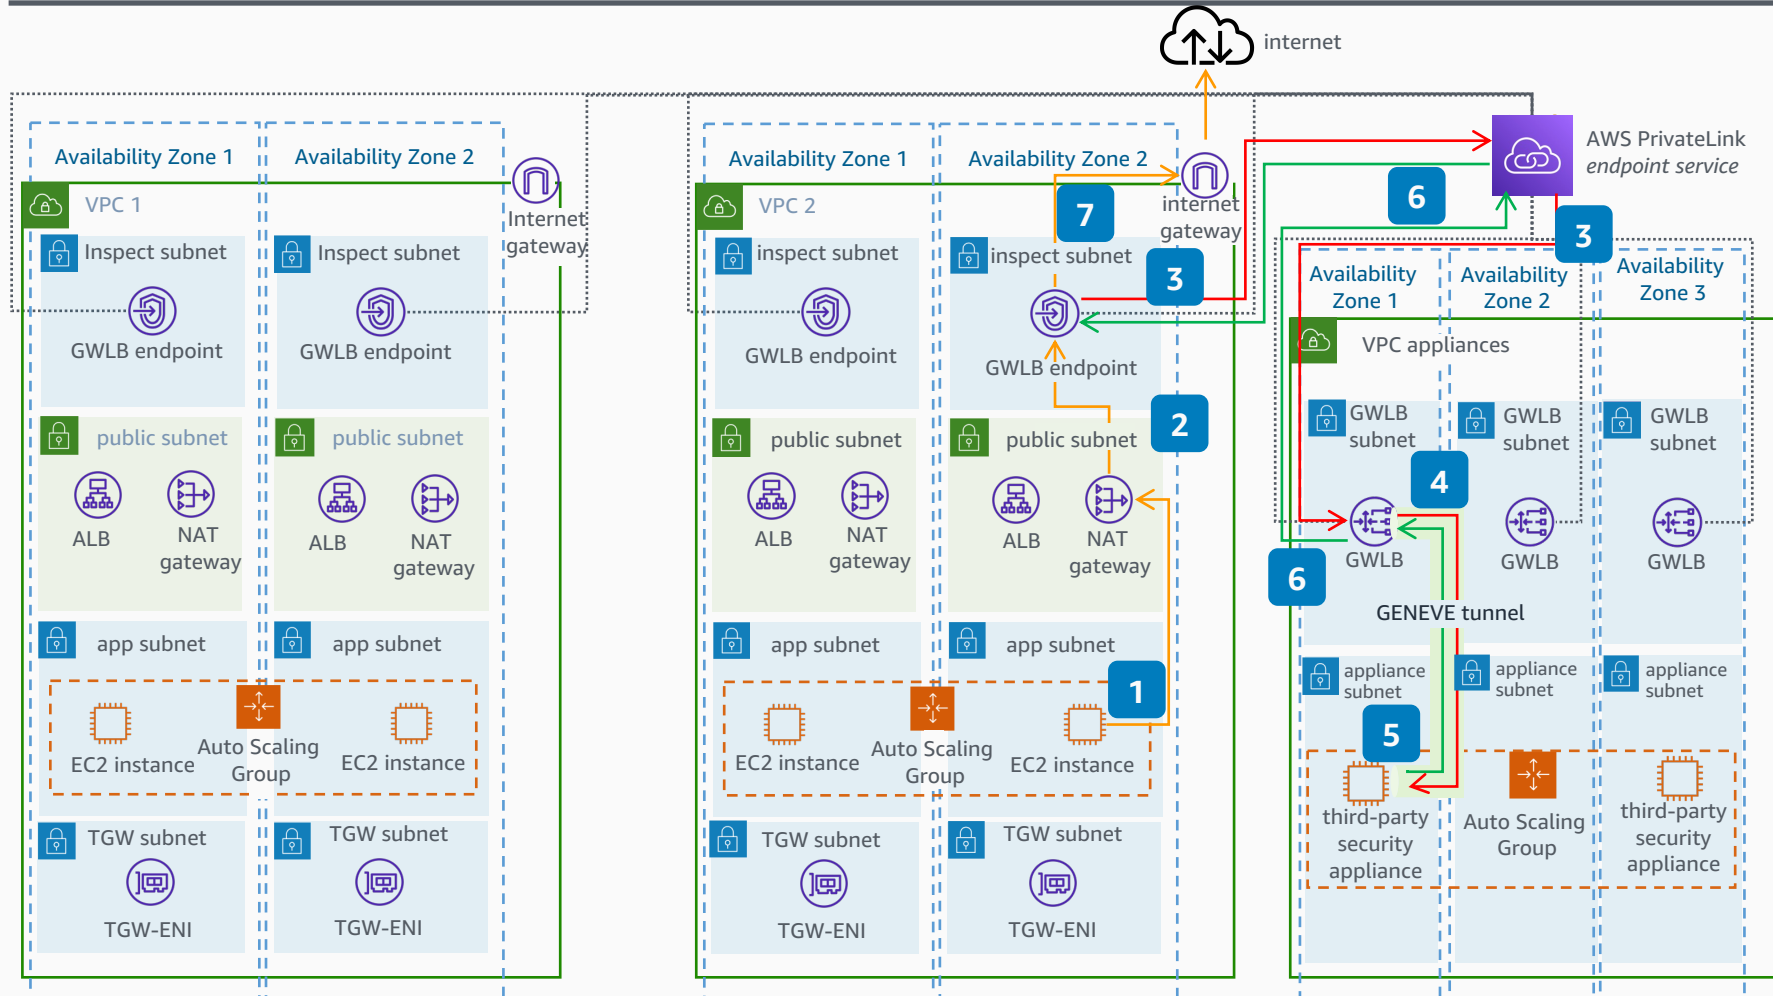 internet
AWS PrivateLink
endpoint service
Availability Zone 1
Availability Zone 2
Internet
gateway
VPC 1
Inspect subnet
Inspect subnet
GWLB endpoint
GWLB endpoint
public subnet
public subnet
ALB
NAT
gateway
ALB
NAT
gateway
app subnet
app subnet
EC2 instance
Auto Scaling
Group
EC2 instance
TGW subnet
TGW subnet
TGW-ENI
TGW-ENI
Availability Zone 1
Availability Zone 2
7
internet
gateway
VPC 2
inspect subnet
inspect subnet
3
GWLB endpoint
GWLB endpoint
2
public subnet
public subnet
ALB
NAT
gateway
ALB
NAT
gateway
app subnet
app subnet
1
EC2 instance
Auto Scaling
Group
EC2 instance
TGW subnet
TGW subnet
TGW-ENI
TGW-ENI
6
3
Availability
Zone 1
Availability
Zone 2
Availability
Zone 3
VPC appliances
GWLB
subnet
GWLB
subnet
GWLB
subnet
4
GWLB
GWLB
GWLB
6
GENEVE tunnel
appliance
subnet
appliance
subnet
appliance
subnet
5
third-party
security
appliance
Auto Scaling
Group
third-party
security
appliance